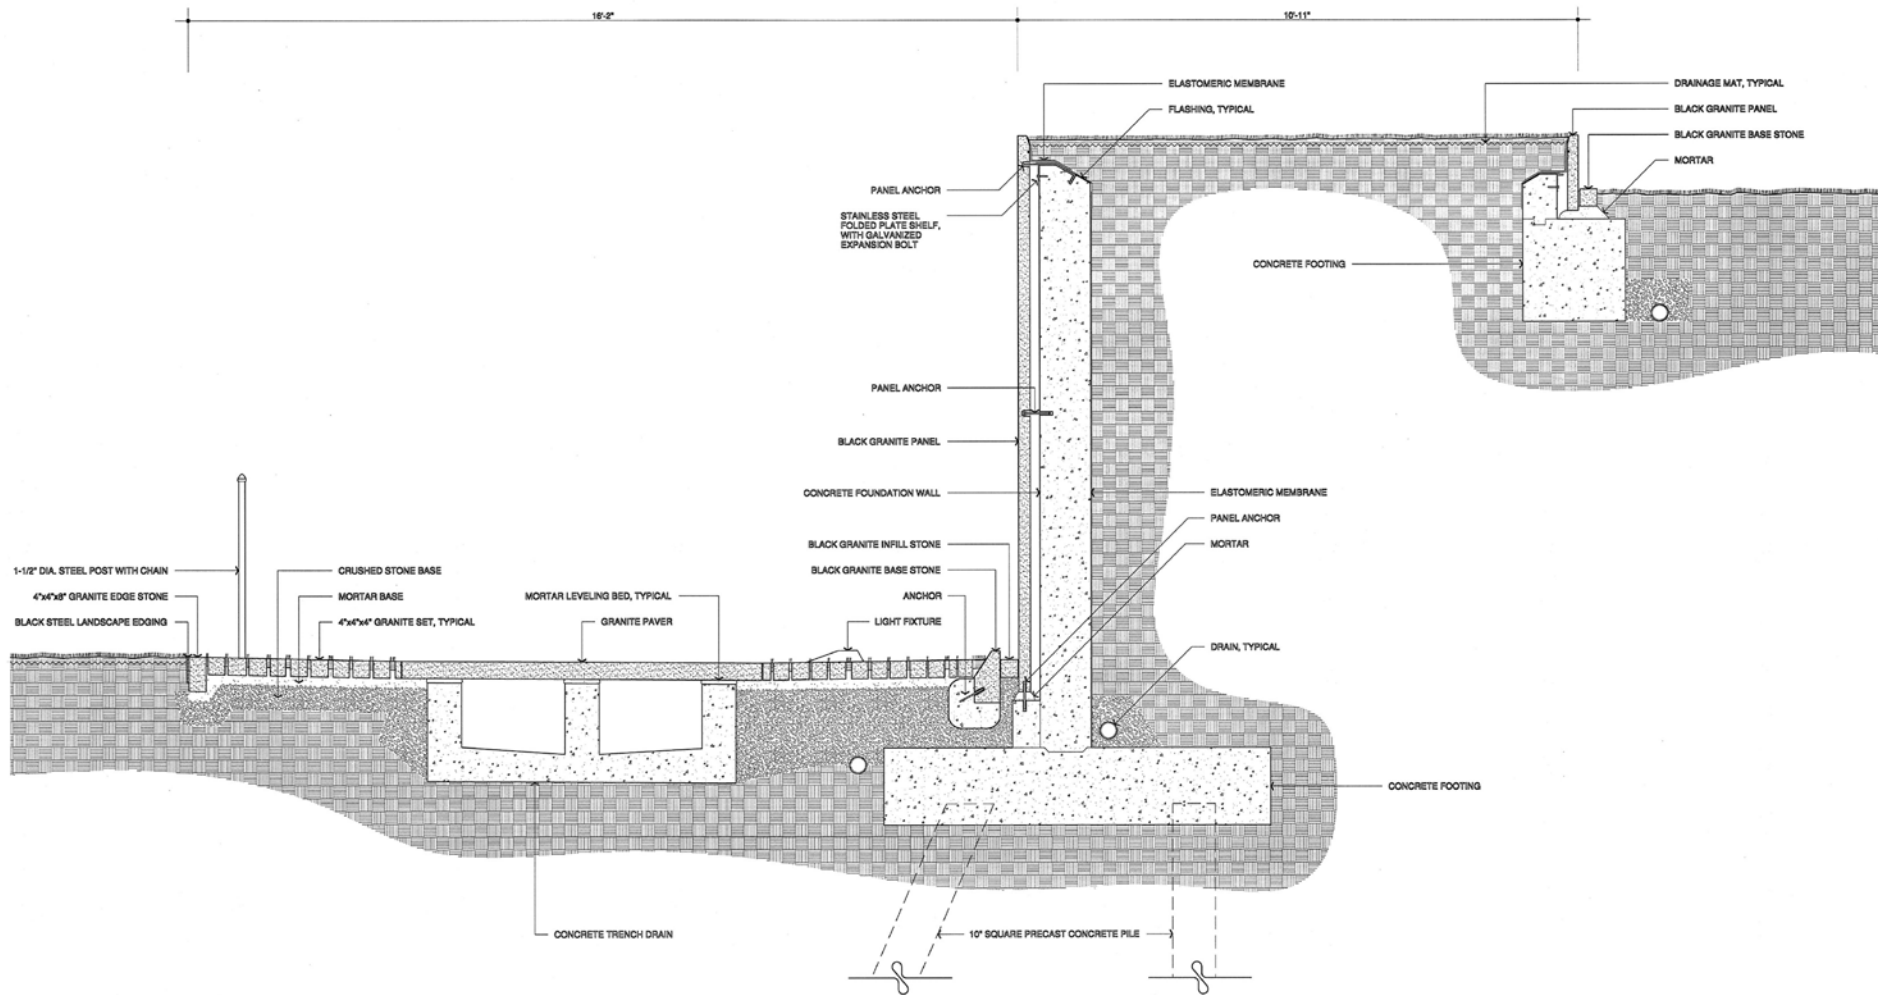 16'-2"
10'-11"
ELASTOMERIC MEMBRANE
FLASHING, TYPICAL
DRAINAGE MAT, TYPICAL
BLACK GRANITE PANEL
BLACK GRANITE BASE STONE
MORTAR
PANEL ANCHOR
STAINLESS STEEL
FOLDED PLATE SHELF,
WITH GALVANIZED
EXPANSION BOLT
CONCRETE FOOTING
PANEL ANCHOR
BLACK GRANITE PANEL
CONCRETE FOUNDATION WALL
ELASTOMERIC MEMBRANE
PANEL ANCHOR
MORTAR
BLACK GRANITE INFILL STONE
BLACK GRANITE BASE STONE
ANCHOR
LIGHT FIXTURE
1-1/2" DIA. STEEL POST WITH CHAIN
4"x4"x8" GRANITE EDGE STONE
BLACK STEEL LANDSCAPE EDGING
CRUSHED STONE BASE
MORTAR BASE
4"x4"x4" GRANITE SET, TYPICAL
MORTAR LEVELING BED, TYPICAL
GRANITE PAVER
DRAIN, TYPICAL
CONCRETE FOOTING
CONCRETE TRENCH DRAIN
10" SQUARE PRECAST CONCRETE PILE